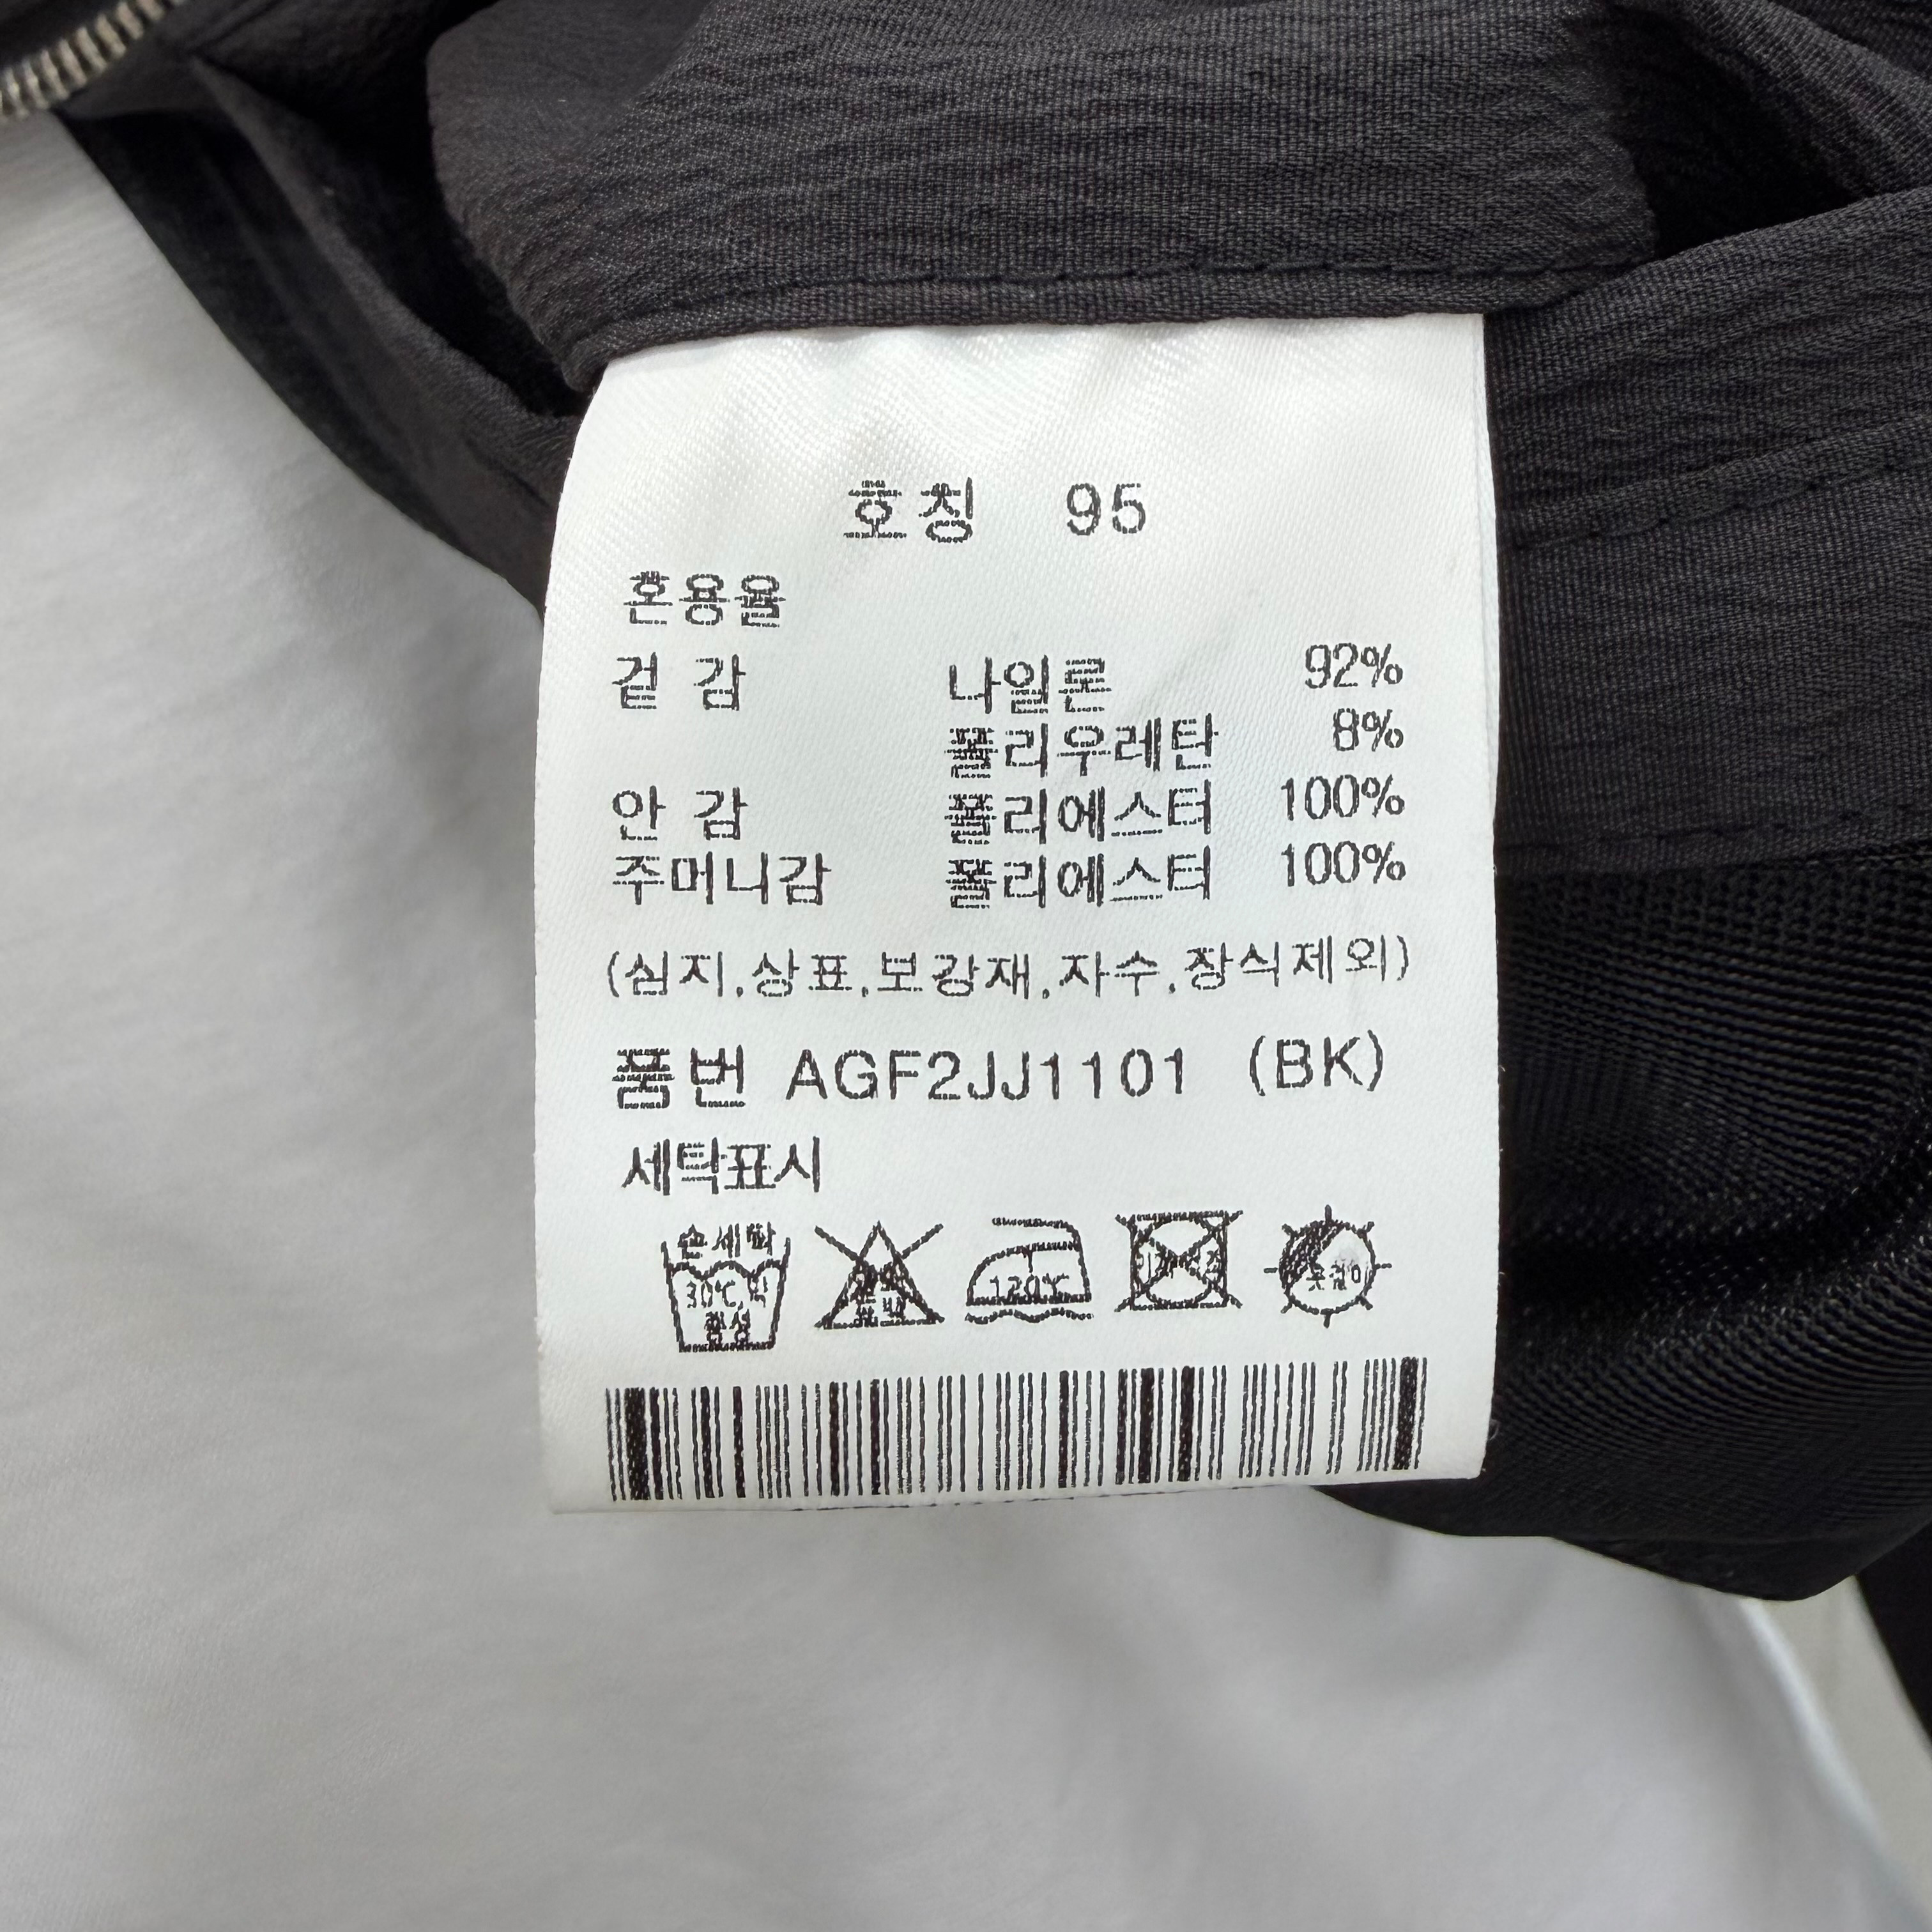 호칭 95
혼용율
겉 감 나일론 92%
폴리우레탄 8%
안 감 폴리에스터 100%
주머니감 폴리에스터 100%
(심지,상표,보강재,자수,장식제외)
품번 AGF2JJ1101 (BK)
세탁표시
손세탁
30℃,약
중성
120℃